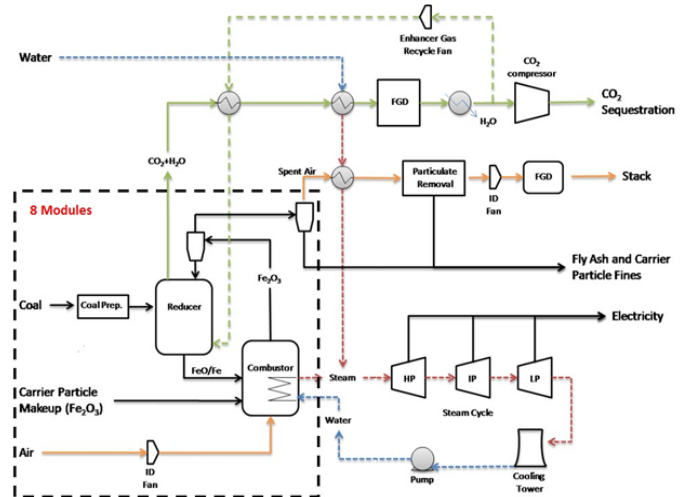 Enhancer Gas
Recycle Fan
Water
CO₂
compressor
FGD
H₂O
CO₂
Sequestration
CO₂+H₂O
Spent Air
Particulate
Removal
ID
Fan
FGD
Stack
8 Modules
Fe₂O₃
Fly Ash and Carrier
Particle Fines
Coal
Coal Prep.
Reducer
Electricity
FeO/Fe
Combustor
Steam
HP
IP
LP
Carrier Particle
Makeup (Fe₂O₃)
Steam Cycle
Water
Air
ID
Fan
Pump
Cooling
Tower